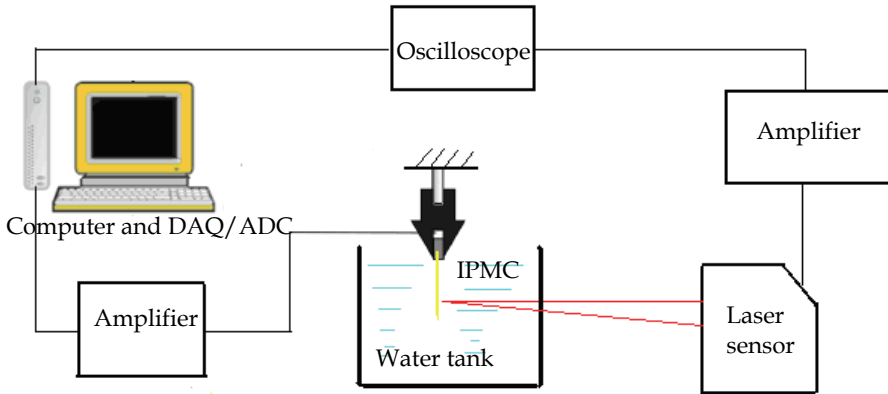 Oscilloscope
Amplifier
Computer and DAQ/ADC
IPMC
Amplifier
Laser
sensor
Water tank